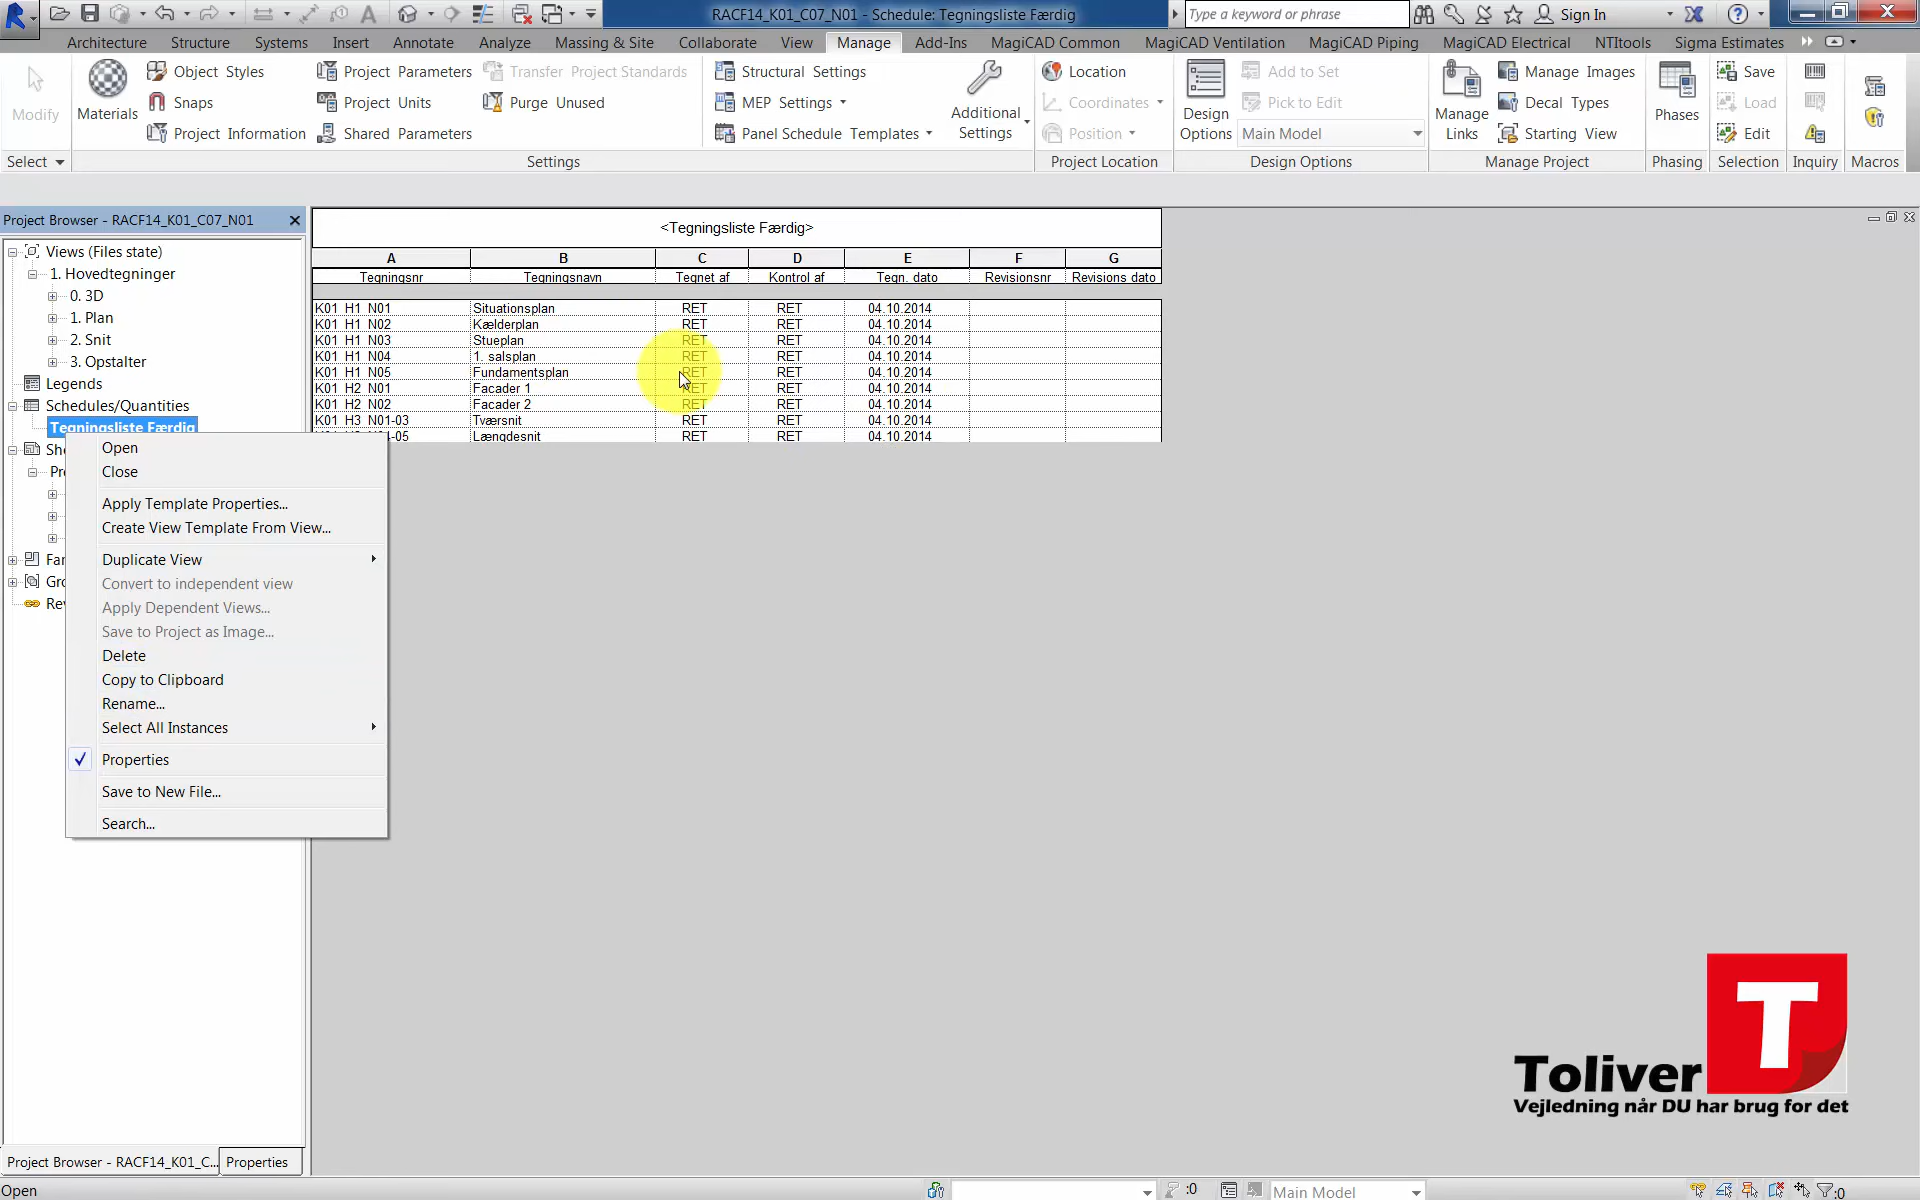 RACF14_K01_C07_N01 - Schedule: Tegningsliste Færdig
Type a keyword or phrase
Sign In
Architecture Structure Systems Insert Annotate Analyze Massing & Site Collaborate View Manage Add-Ins MagiCAD Common MagiCAD Ventilation MagiCAD Piping MagiCAD Electrical NTItools Sigma Estimates
Modify
Materials
Object Styles
Snaps
Project Information
Project Parameters
Project Units
Shared Parameters
Transfer Project Standards
Purge Unused
Structural Settings
MEP Settings
Panel Schedule Templates
Additional
Settings
Location
Coordinates
Position
Design
Options
Add to Set
Pick to Edit
Main Model
Manage
Links
Manage Images
Decal Types
Starting View
Phases
Save
Load
Edit
Select Settings Project Location Design Options Manage Project Phasing Selection Inquiry Macros
Project Browser - RACF14_K01_C07_N01
Views (Files state)
1. Hovedtegninger
0. 3D
1. Plan
2. Snit
3. Opstalter
Legends
Schedules/Quantities
Tegningsliste Færdig
She
Pro
Far
Gro
Rev
Open
Close
Apply Template Properties...
Create View Template From View...
Duplicate View
Convert to independent view
Apply Dependent Views...
Save to Project as Image...
Delete
Copy to Clipboard
Rename...
Select All Instances
Properties
Save to New File...
Search...
<Tegningsliste Færdig>
A B C D E F G
Tegningsnr Tegningsnavn Tegnet af Kontrol af Tegn. dato Revisionsnr Revisions dato
K01 H1 N01 Situationsplan RET RET 04.10.2014
K01 H1 N02 Kælderplan RET RET 04.10.2014
K01 H1 N03 Stueplan RET RET 04.10.2014
K01 H1 N04 1. salsplan RET RET 04.10.2014
K01 H1 N05 Fundamentsplan RET RET 04.10.2014
K01 H2 N01 Facader 1 RET RET 04.10.2014
K01 H2 N02 Facader 2 RET RET 04.10.2014
K01 H3 N01-03 Tværsnit RET RET 04.10.2014
-05 Længdesnit RET RET 04.10.2014
T
Toliver
Vejledning når DU har brug for det
Project Browser - RACF14_K01_C... Properties
Open
:0
Main Model
:0